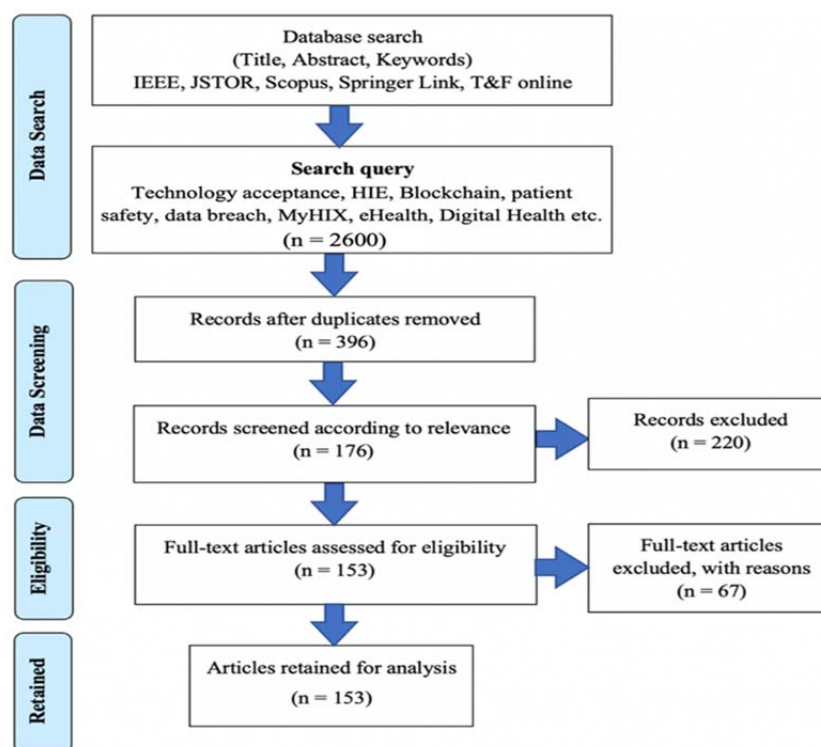 Data Search
Database search
(Title, Abstract, Keywords)
IEEE, JSTOR, Scopus, Springer Link, T&F online
Search query
Technology acceptance, HIE, Blockchain, patient
safety, data breach, MyHIX, eHealth, Digital Health etc.
(n = 2600)
Data Screening
Records after duplicates removed
(n = 396)
Records screened according to relevance
(n = 176)
Records excluded
(n = 220)
Eligibility
Full-text articles assessed for eligibility
(n = 153)
Full-text articles
excluded, with reasons
(n = 67)
Retained
Articles retained for analysis
(n = 153)